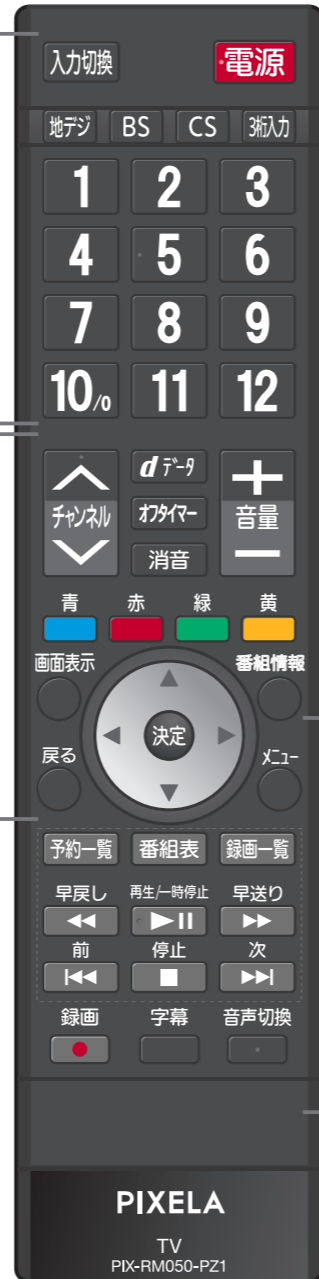 入力切換 電源
地デジ BS CS 3桁入力
1 2 3
4 5 6
7 8 9
10/0 11 12
dデータ
チャンネル オフタイマー 音量
消音
青 赤 緑 黄
画面表示 番組情報
決定
戻る メニュー
予約一覧 番組表 録画一覧
早戻し 再生/一時停止 早送り
前 停止 次
録画 字幕 音声切換
PIXELA
TV
PIX-RM050-PZ1